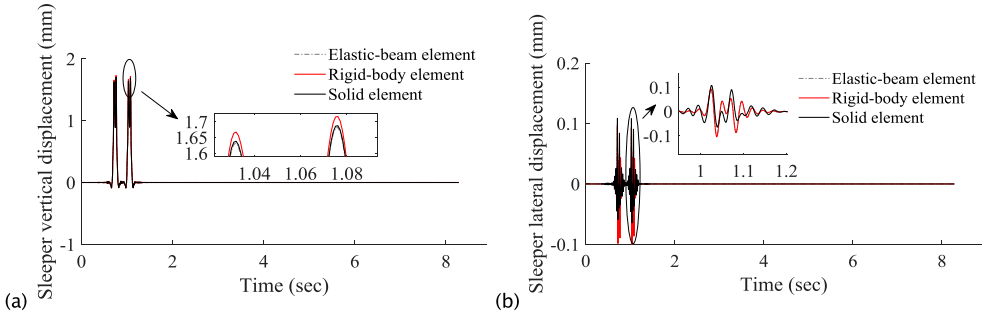 (a)
Sleeper vertical displacement (mm)
2
1
0
-1
Elastic-beam element
Rigid-body element
Solid element
1.7
1.65
1.6
1.04
1.06
1.08
0
2
4
6
8
Time (sec)
(b)
Sleeper lateral displacement (mm)
0.2
0.1
0
-0.1
Elastic-beam element
Rigid-body element
Solid element
0.1
0
-0.1
1
1.1
1.2
0
2
4
6
8
Time (sec)